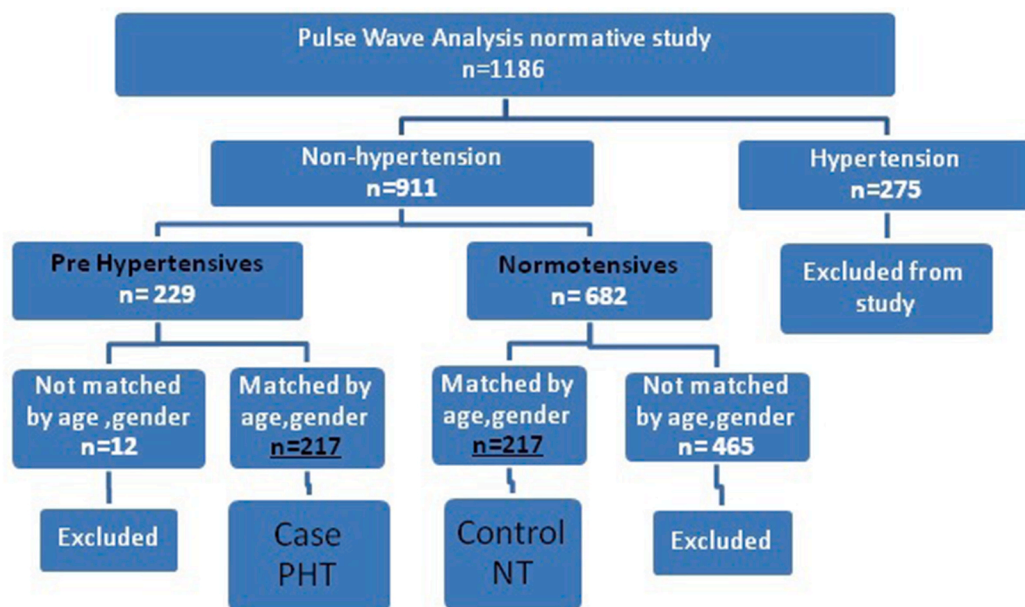 Pulse Wave Analysis normative study
n=1186
Non-hypertension
n=911
Hypertension
n=275
Pre Hypertensives
n= 229
Normotensives
n= 682
Excluded from
study
Not matched
by age ,gender
n=12
Matched by
age,gender
n=217
Matched by
age,gender
n=217
Not matched
by age,gender
n= 465
Excluded
Case
PHT
Control
NT
Excluded